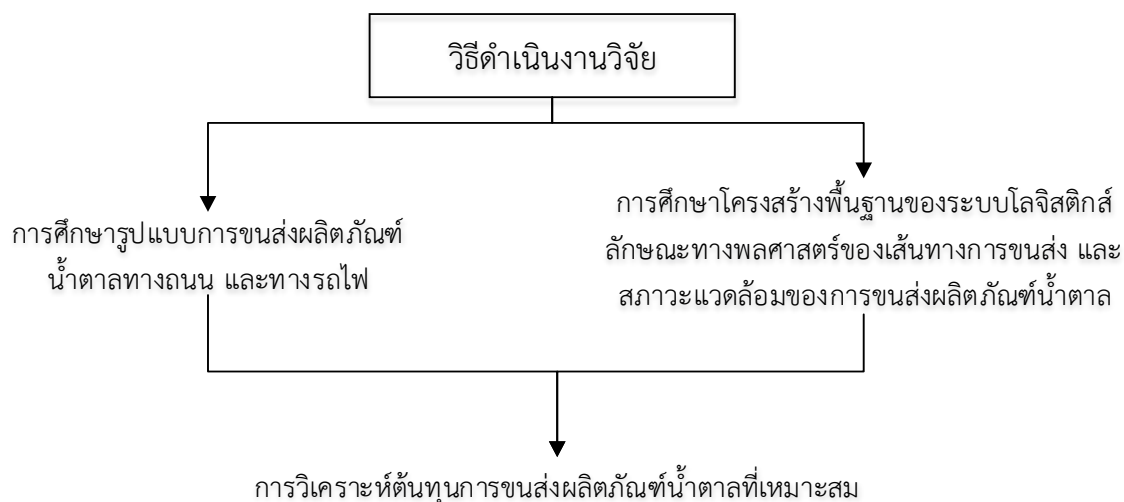 วิธีดำเนินงานวิจัย
การศึกษารูปแบบการขนส่งผลิตภัณฑ์
น้ำตาลทางถนน และทางรถไฟ
การศึกษาโครงสร้างพื้นฐานของระบบโลจิสติกส์
ลักษณะทางพลศาสตร์ของเส้นทางการขนส่ง และ
สภาวะแวดล้อมของการขนส่งผลิตภัณฑ์น้ำตาล
การวิเคราะห์ต้นทุนการขนส่งผลิตภัณฑ์น้ำตาลที่เหมาะสม